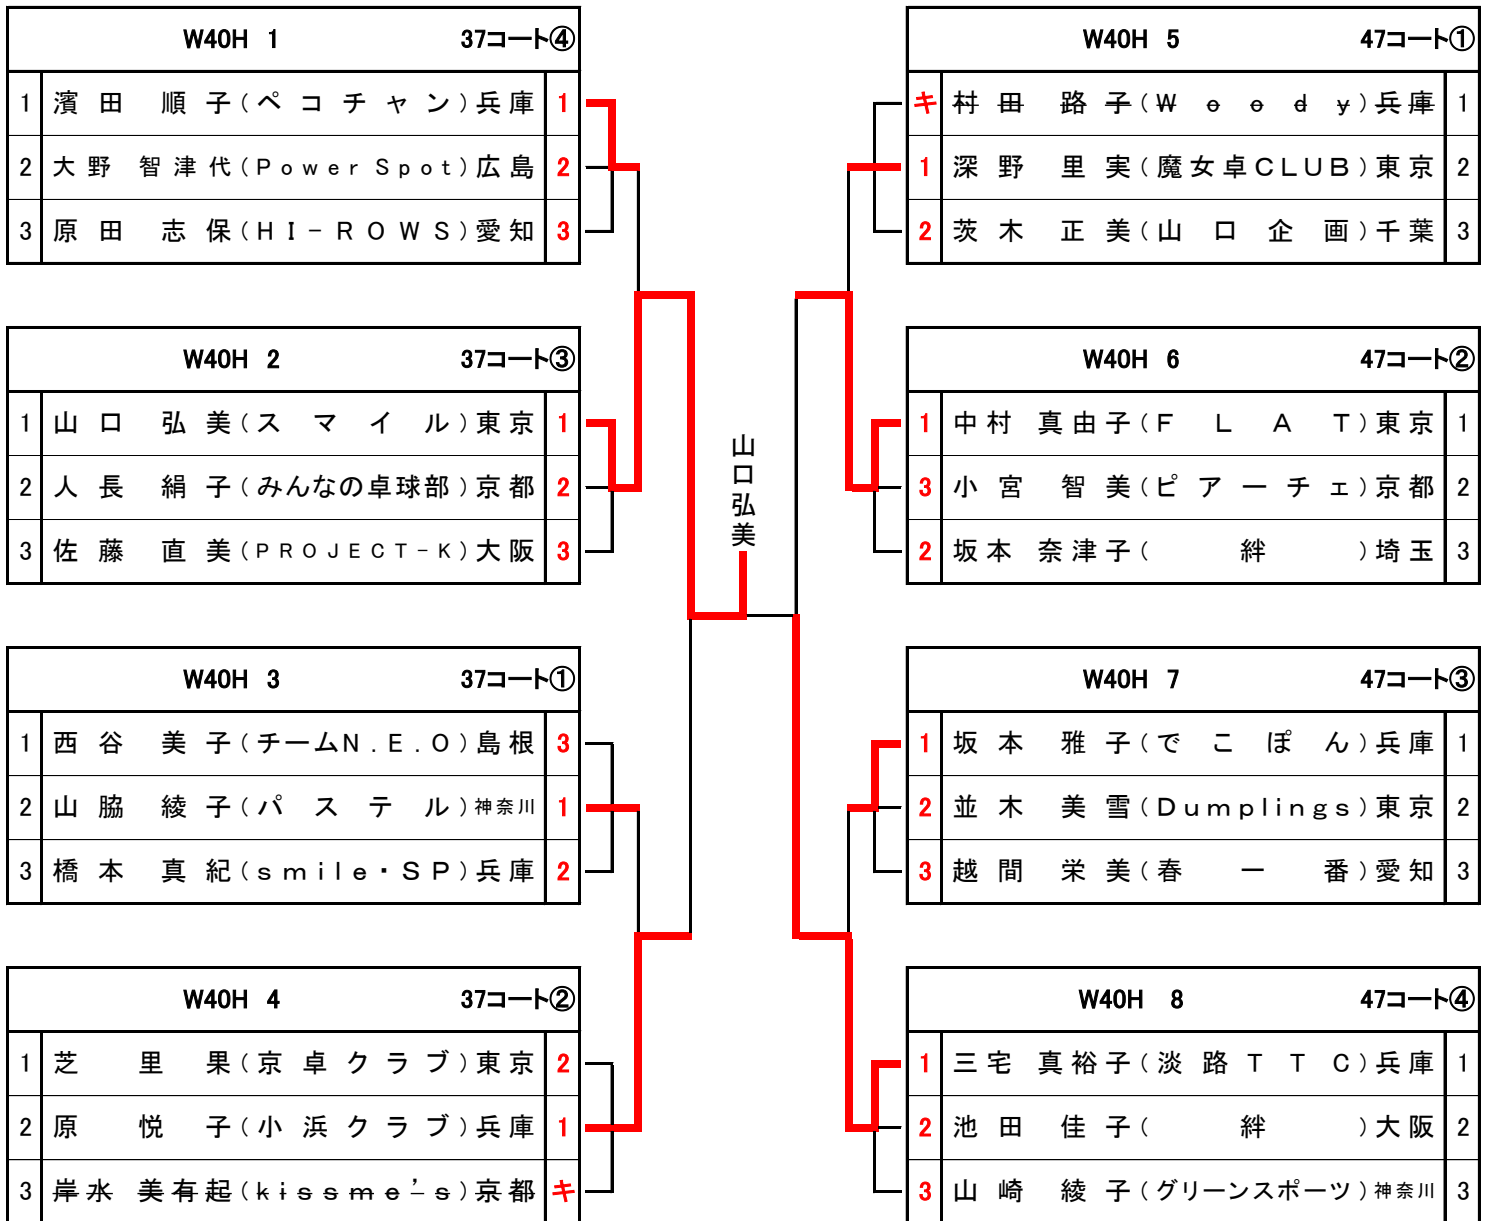 W40H 1 37コート④
1 濱田 順子(ペコチャン)兵庫 1
2 大野 智津代(Power Spot)広島 2
3 原田 志保(HI-ROWS)愛知 3
W40H 2 37コート③
1 山口 弘美(スマイル)東京 1
2 人長 絹子(みんなの卓球部)京都 2
3 佐藤 直美(PROJECT-K)大阪 3
W40H 3 37コート①
1 西谷 美子(チームN.E.O)島根 3
2 山脇 綾子(パステル)神奈川 1
3 橋本 真紀(smile・SP)兵庫 2
W40H 4 37コート②
1 芝 里果(京卓クラブ)東京 2
2 原 悦子(小浜クラブ)兵庫 1
3 岸水 美有起(kissme's)京都 キ
山口弘美
W40H 5 47コート①
キ 村田 路子(Woody)兵庫 1
1 深野 里実(魔女卓CLUB)東京 2
2 茨木 正美(山口企画)千葉 3
W40H 6 47コート②
1 中村 真由子(FLAT)東京 1
3 小宮 智美(ピアーチェ)京都 2
2 坂本 奈津子(絆)埼玉 3
W40H 7 47コート③
1 坂本 雅子(でこぽん)兵庫 1
2 並木 美雪(Dumplings)東京 2
3 越間 栄美(春一番)愛知 3
W40H 8 47コート④
1 三宅 真裕子(淡路TTC)兵庫 1
2 池田 佳子(絆)大阪 2
3 山崎 綾子(グリーンスポーツ)神奈川 3